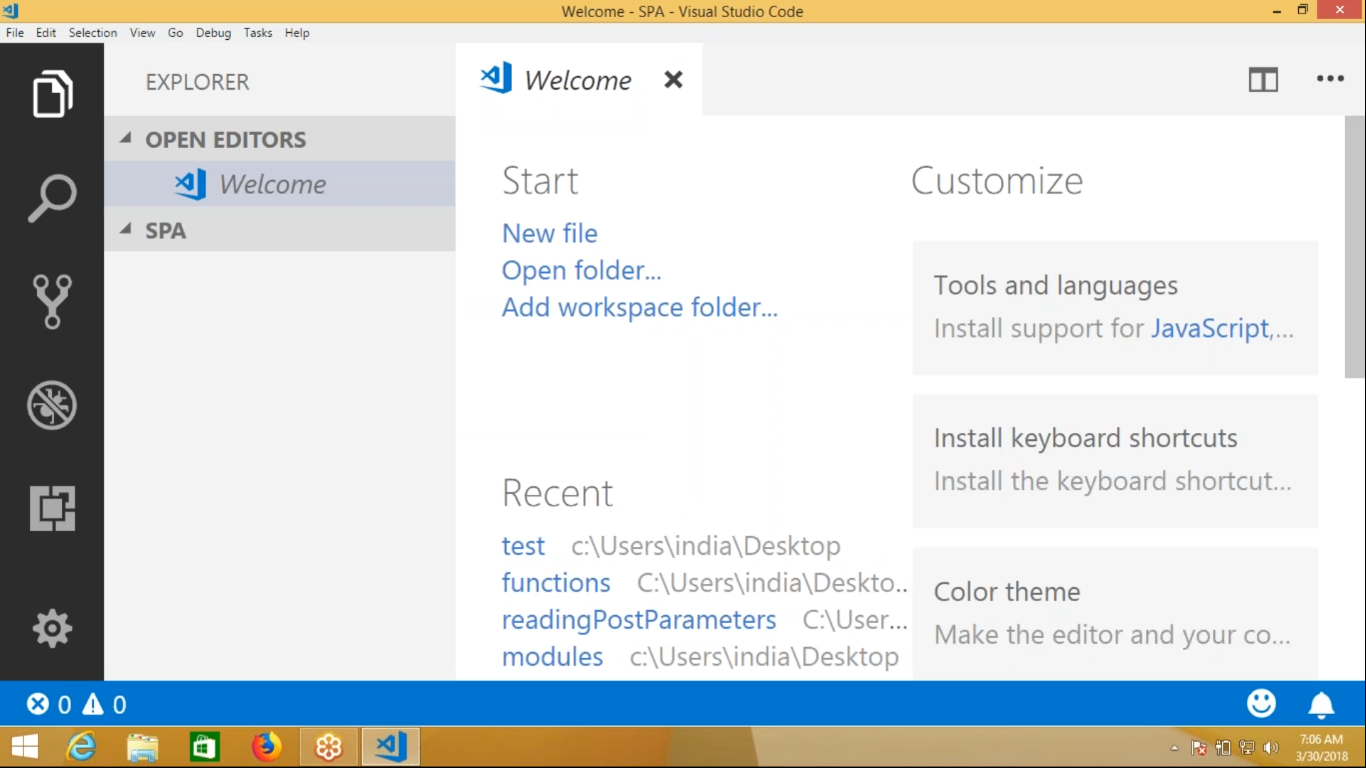 Welcome - SPA - Visual Studio Code
File Edit Selection View Go Debug Tasks Help
EXPLORER
OPEN EDITORS
Welcome
SPA
Welcome
Start
New file
Open folder...
Add workspace folder...
Recent
test c:\Users\india\Desktop
functions C:\Users\india\Deskto...
readingPostParameters C:\User...
modules c:\Users\india\Desktop
Customize
Tools and languages
Install support for JavaScript,...
Install keyboard shortcuts
Install the keyboard shortcut...
Color theme
Make the editor and your co...
0 0
7:06 AM
3/30/2018